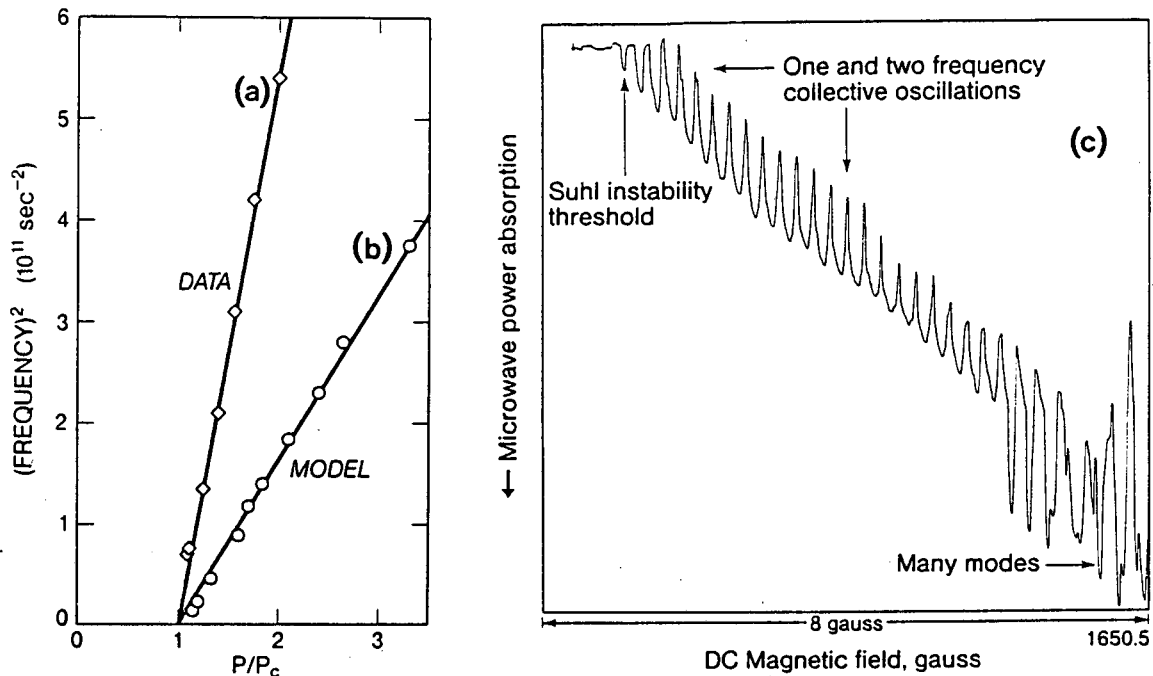 (FREQUENCY)² (10¹¹ sec⁻²)
6
5
4
3
2
1
0
0
1
2
3
P/Pc
(a)
(b)
DATA
MODEL
← Microwave power absorption
One and two frequency
collective oscillations
(c)
Suhl instability
threshold
Many modes
8 gauss
1650.5
DC Magnetic field, gauss